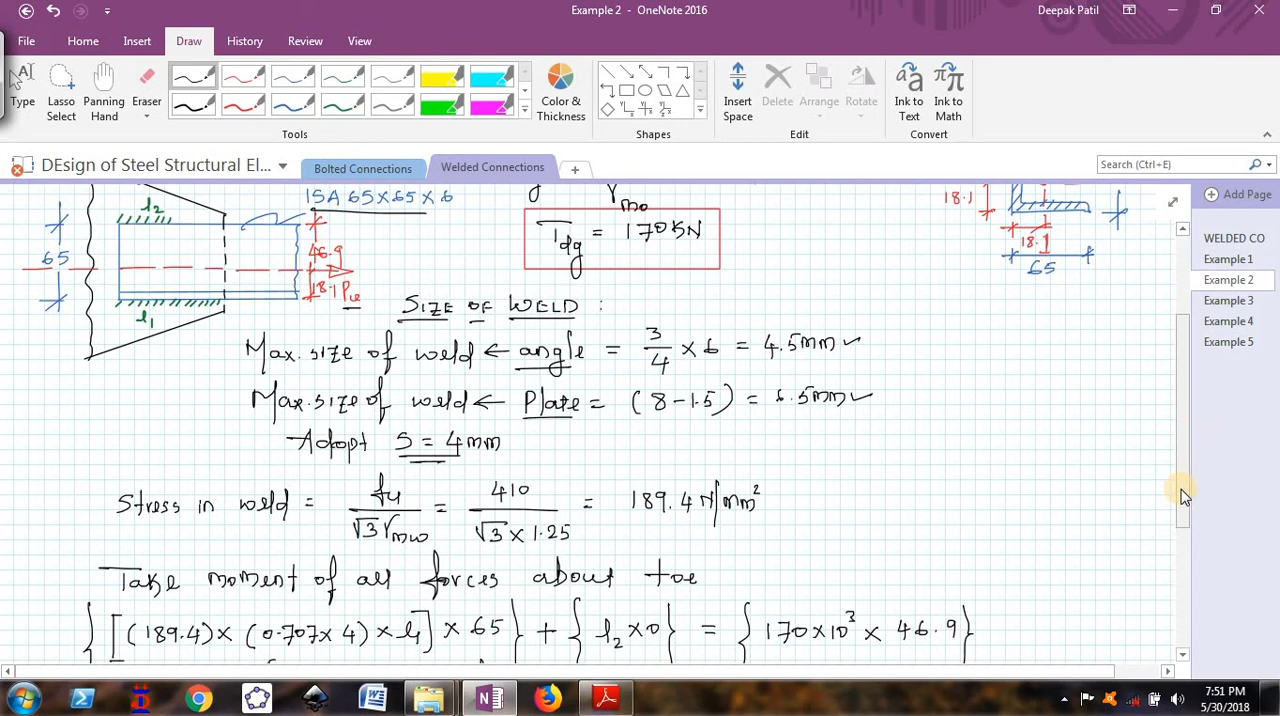 Example 2 - OneNote 2016
Deepak Patil
File Home Insert Draw History Review View
Type
Lasso Select
Panning Hand
Eraser
Color & Thickness
Insert Space
Delete
Arrange
Rotate
Ink to Text
Ink to Math
Tools
Shapes
Edit
Convert
DEsign of Steel Structural El...
Bolted Connections
Welded Connections
Search (Ctrl+E)
Add Page
WELDED CO
Example 1
Example 2
Example 3
Example 4
Example 5
ISA 65×65×6
l2
65
46.9
18.1
Pu
l1
γmo
Tdg = 170 KN
18.1
18.1
65
SIZE OF WELD :
Max. size of weld ← angle = 3/4 × 6 = 4.5mm ✓
Max. size of weld ← Plate = (8-1.5) = 6.5mm ✓
Adopt S = 4mm
Stress in weld = fu/√3γmw = 410/√3×1.25 = 189.4 N/mm²
Take moment of all forces about toe
{[(189.4)×(0.707×4)×l1]×65} + {l2×0} = {170×10³×46.9}
7:51 PM
5/30/2018